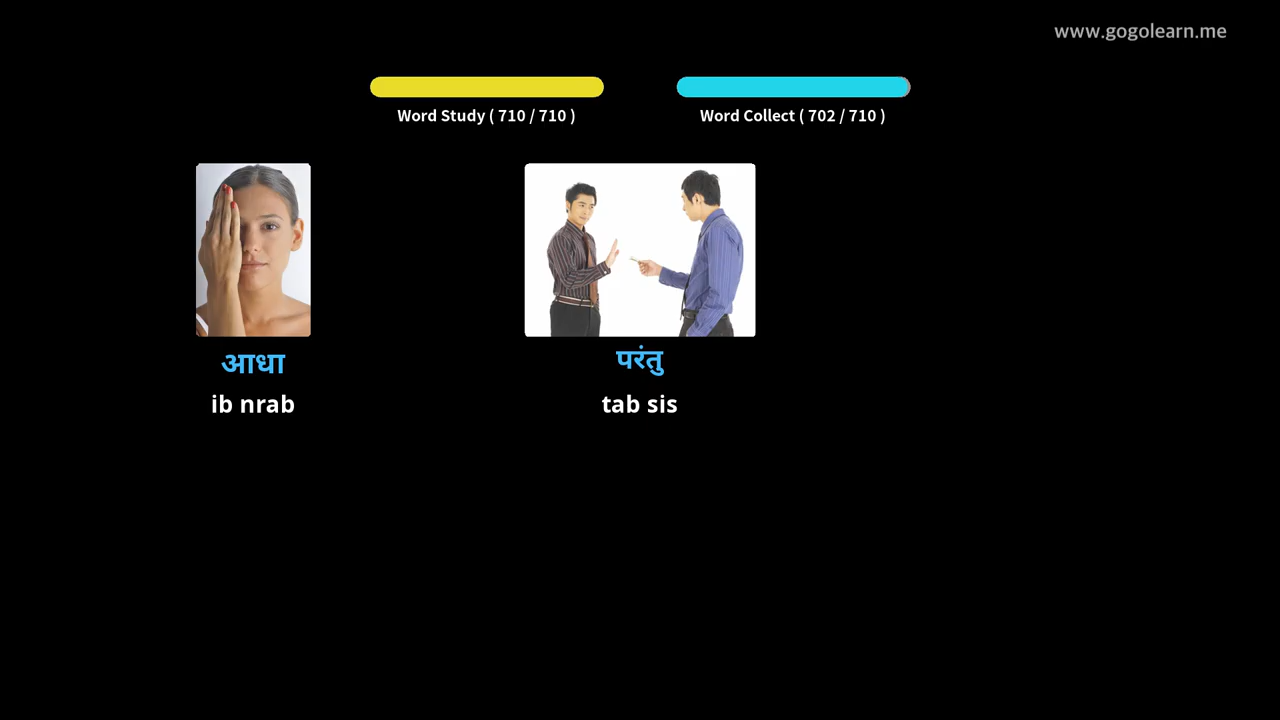 www.gogolearn.me
Word Study ( 710 / 710 )
Word Collect ( 702 / 710 )
आधा
ib nrab
परंतु
tab sis